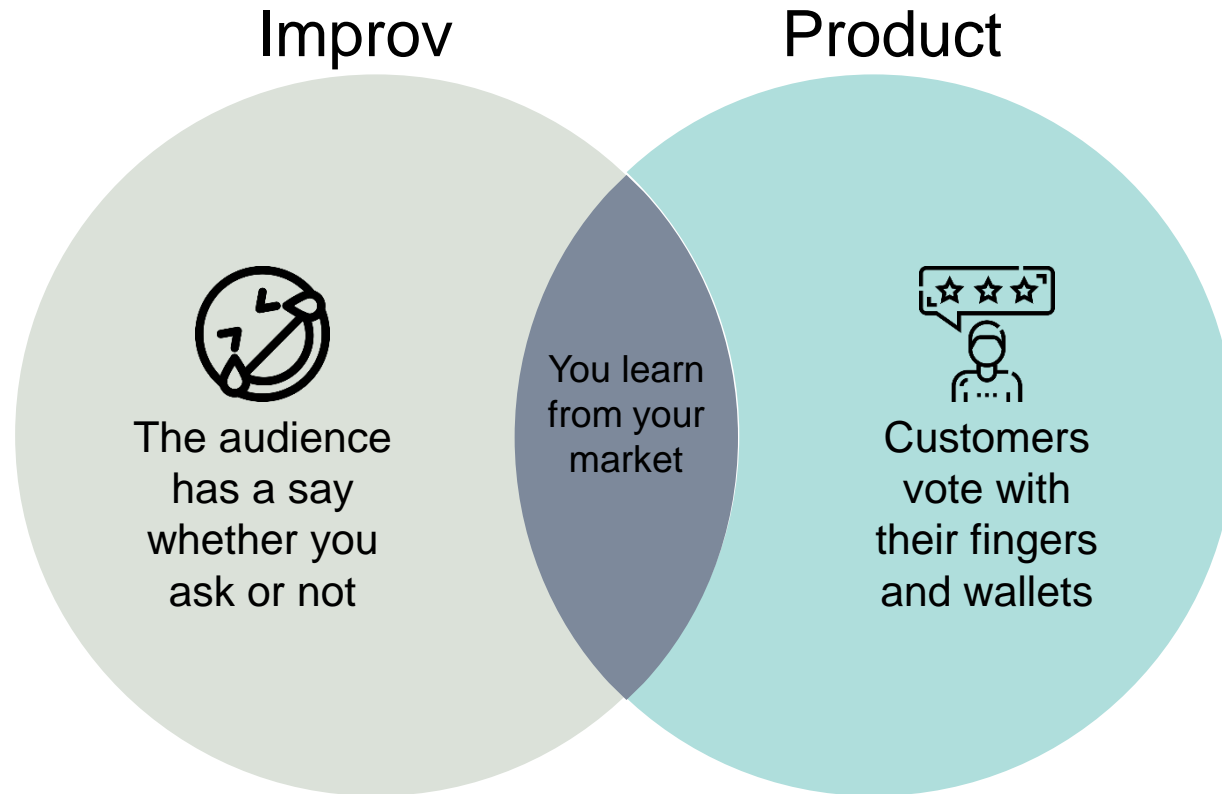 Improv
Product
The audience
has a say
whether you
ask or not
You learn
from your
market
Customers
vote with
their fingers
and wallets